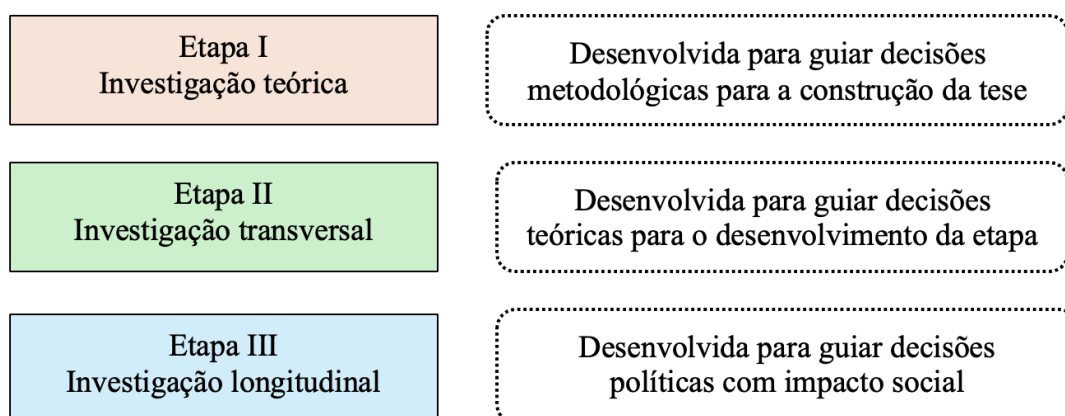 Etapa I
Investigação teórica
Desenvolvida para guiar decisões
metodológicas para a construção da tese
Etapa II
Investigação transversal
Desenvolvida para guiar decisões
teóricas para o desenvolvimento da etapa
Etapa III
Investigação longitudinal
Desenvolvida para guiar decisões
políticas com impacto social